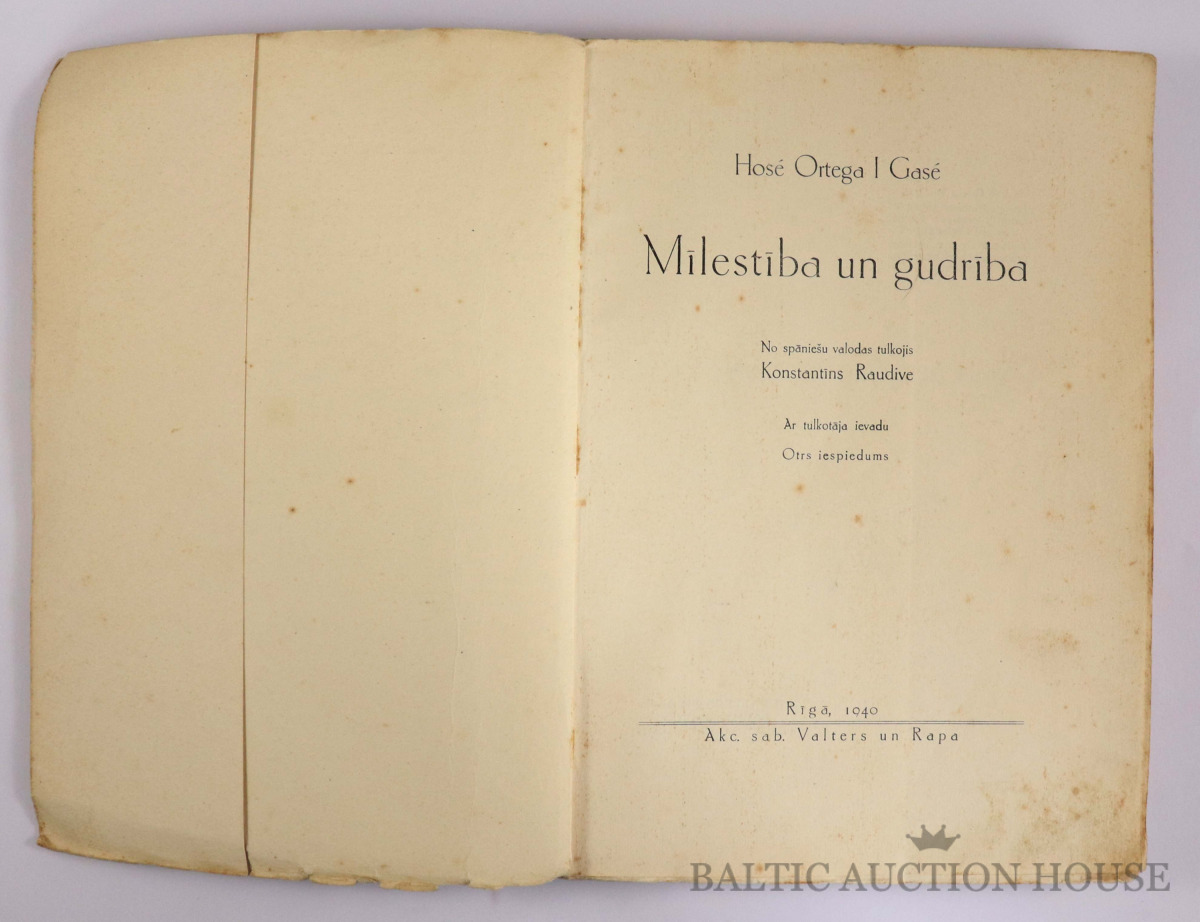 Hosé Ortega I Gasé
Mīlestība un gudrība
No spāniešu valodas tulkojis
Konstantīns Raudive
Ar tulkotāja ievadu
Otrs iespiedums
Rīgā, 1940
Akc. sab. Valters un Rapa
BALTIC AUCTION HOUSE